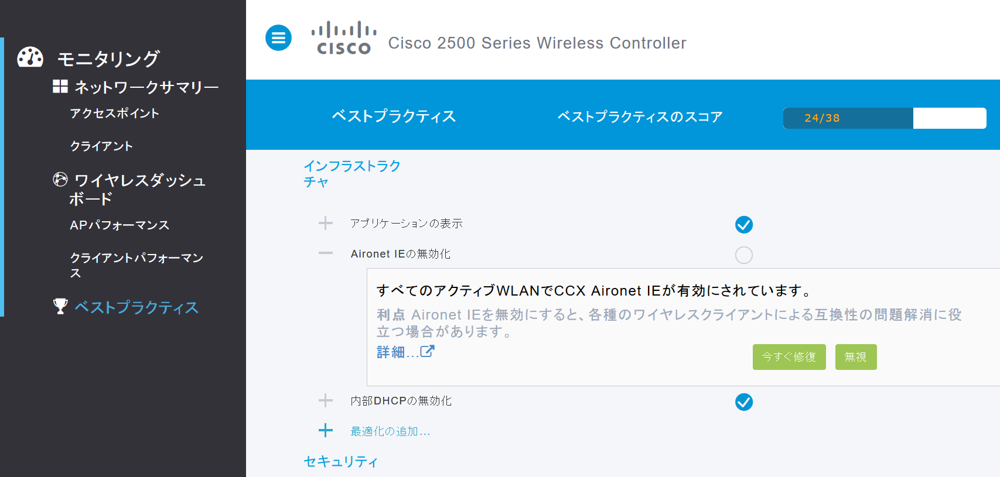 モニタリング
ネットワークサマリー
アクセスポイント
クライアント
ワイヤレスダッシュ
ボード
APパフォーマンス
クライアントパフォーマン
ス
ベストプラクティス
CISCO
Cisco 2500 Series Wireless Controller
ベストプラクティス
ベストプラクティスのスコア
24/38
インフラストラク
チャ
アプリケーションの表示
Aironet IEの無効化
すべてのアクティブWLANでCCX Aironet IEが有効にされています。
利点 Aironet IEを無効にすると、各種のワイヤレスクライアントによる互換性の問題解消に役
立つ場合があります。
詳細...
今すぐ修復
無視
内部DHCPの無効化
最適化の追加...
セキュリティ